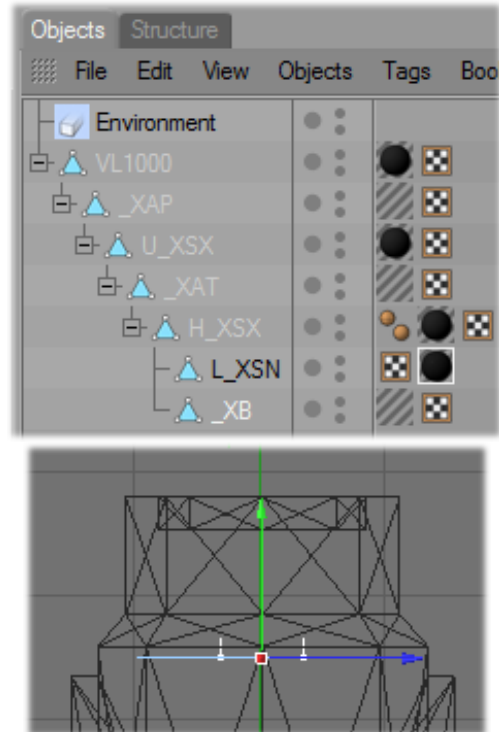 Objects Structure
File Edit View Objects Tags Boo
Environment
VL1000
_XAP
U_XSX
_XAT
H_XSX
L_XSN
_XB